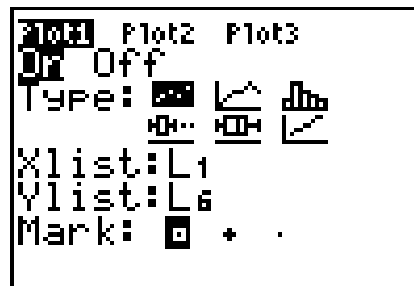 Plot1 Plot2 Plot3
On Off
Type:
Xlist:L1
Ylist:L6
Mark: + .